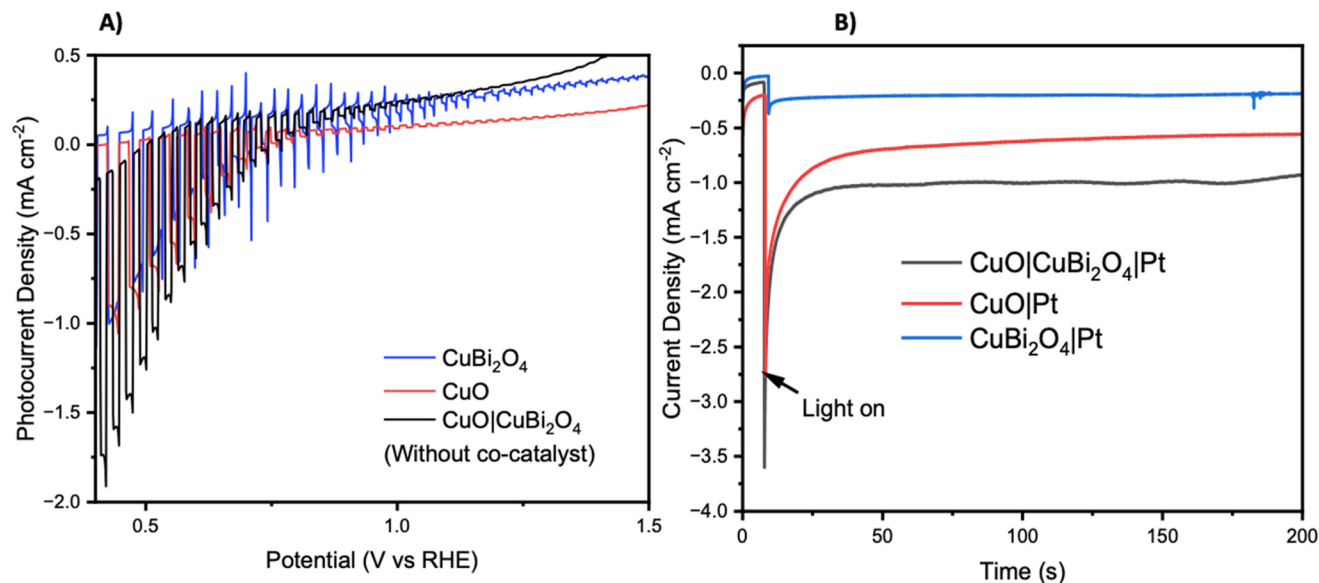 A)
0.5
0.0
−0.5
−1.0
−1.5
−2.0
Photocurrent Density (mA cm⁻²)
CuBi₂O₄
CuO
CuO|CuBi₂O₄
(Without co-catalyst)
0.5
1.0
1.5
Potential (V vs RHE)
B)
0.0
−0.5
−1.0
−1.5
−2.0
−2.5
−3.0
−3.5
−4.0
Current Density (mA cm⁻²)
CuO|CuBi₂O₄|Pt
CuO|Pt
CuBi₂O₄|Pt
Light on
0
50
100
150
200
Time (s)